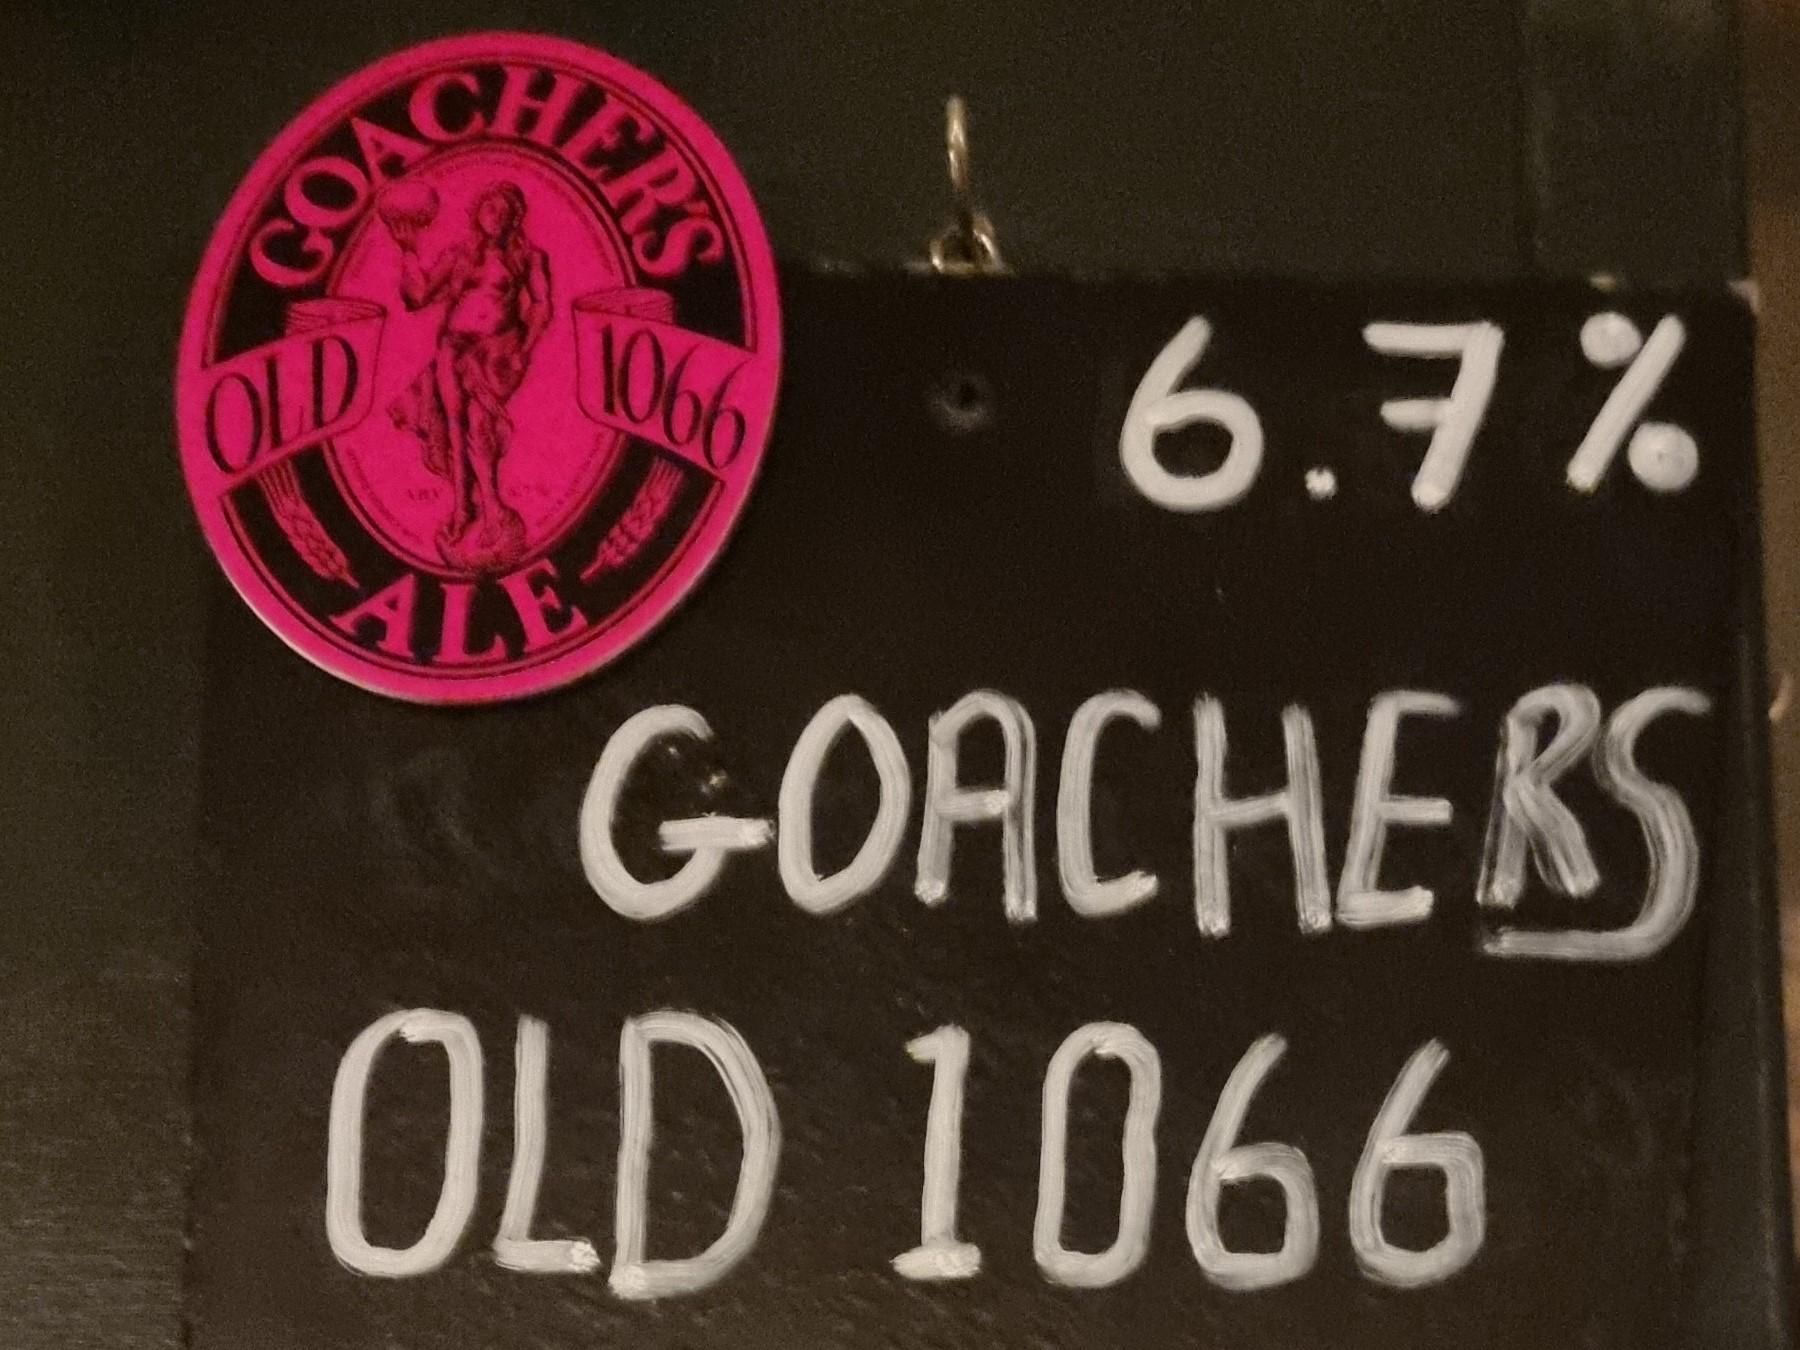 GOACHER'S
OLD 1066
ALE
6.7%
GOACHERS
OLD 1066